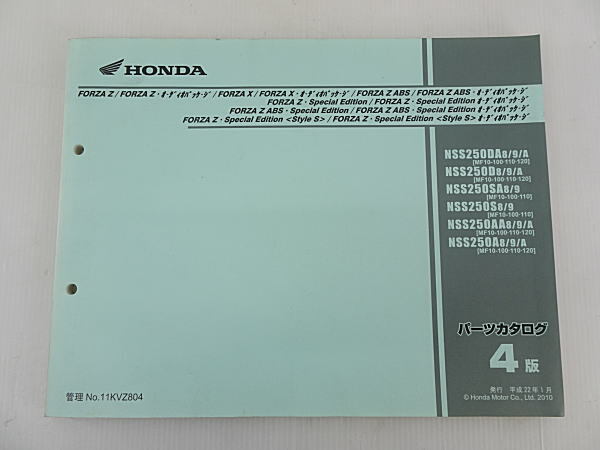 HONDA
FORZA Z / FORZA Z・ｵｰﾃﾞｨｵﾊﾟｯｹｰｼﾞ / FORZA X / FORZA X・ｵｰﾃﾞｨｵﾊﾟｯｹｰｼﾞ / FORZA Z ABS / FORZA Z ABS・ｵｰﾃﾞｨｵﾊﾟｯｹｰｼﾞ
FORZA Z・Special Edition / FORZA Z・Special Edition ｵｰﾃﾞｨｵﾊﾟｯｹｰｼﾞ
FORZA Z ABS・Special Edition / FORZA Z ABS・Special Edition ｵｰﾃﾞｨｵﾊﾟｯｹｰｼﾞ
FORZA Z・Special Edition <Style S> / FORZA Z・Special Edition <Style S> ｵｰﾃﾞｨｵﾊﾟｯｹｰｼﾞ
NSS250DA8/9/A
[MF10-100・110・120]
NSS250D8/9/A
[MF10-100・110・120]
NSS250SA8/9
[MF10-100・110]
NSS250S8/9
[MF10-100・110]
NSS250AA8/9/A
[MF10-100・110・120]
NSS250A8/9/A
[MF10-100・110・120]
パーツカタログ
4版
発行 平成22年1月
© Honda Motor Co., Ltd. 2010
管理 No.11KVZ804